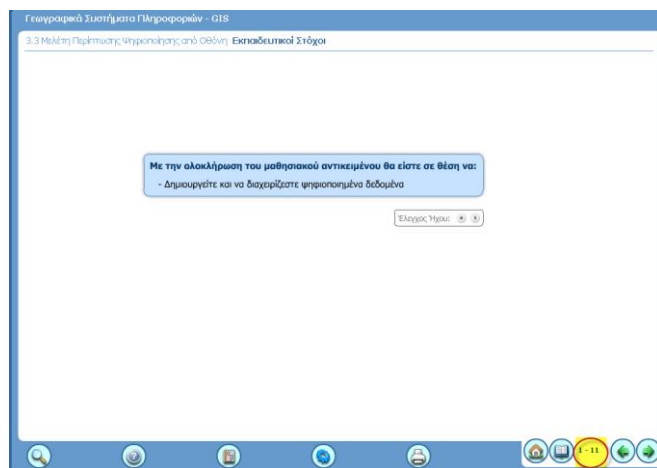 Γεωγραφικά Συστήματα Πληροφοριών - GIS
3.3 Μελέτη Περίπτωσης Ψηφιοποίησης από Οθόνη Εκπαιδευτικοί Στόχοι
Με την ολοκλήρωση του μαθησιακού αντικειμένου θα είστε σε θέση να:
- Δημιουργείτε και να διαχειρίζεστε ψηφιοποιημένα δεδομένα
Έλεγχος Ήχου:
1 - 11